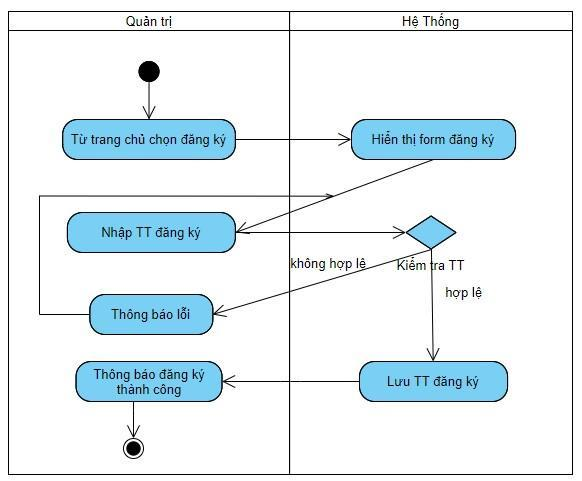 Quản trị
Hệ Thống
Từ trang chủ chọn đăng ký
Hiển thị form đăng ký
Nhập TT đăng ký
không hợp lệ
Kiểm tra TT
hợp lệ
Thông báo lỗi
Thông báo đăng ký
thành công
Lưu TT đăng ký